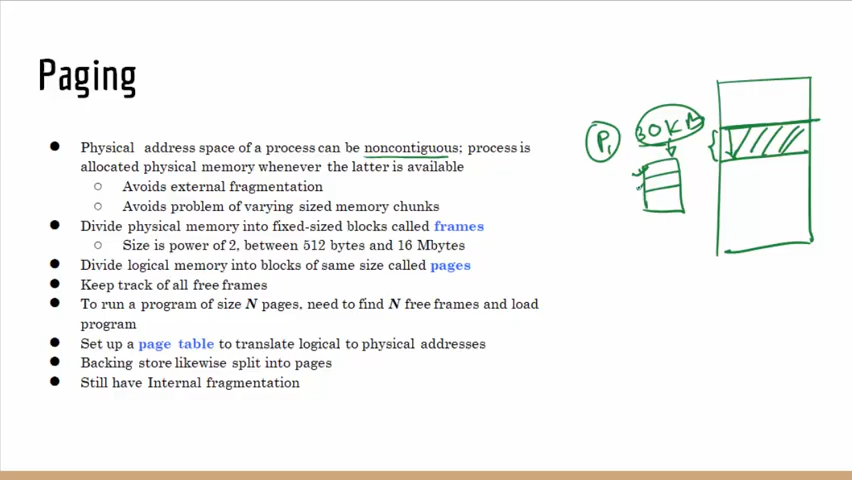 Paging
● Physical address space of a process can be noncontiguous; process is
allocated physical memory whenever the latter is available
○ Avoids external fragmentation
○ Avoids problem of varying sized memory chunks
● Divide physical memory into fixed-sized blocks called frames
○ Size is power of 2, between 512 bytes and 16 Mbytes
● Divide logical memory into blocks of same size called pages
● Keep track of all free frames
● To run a program of size N pages, need to find N free frames and load
program
● Set up a page table to translate logical to physical addresses
● Backing store likewise split into pages
● Still have Internal fragmentation
P1
30KB